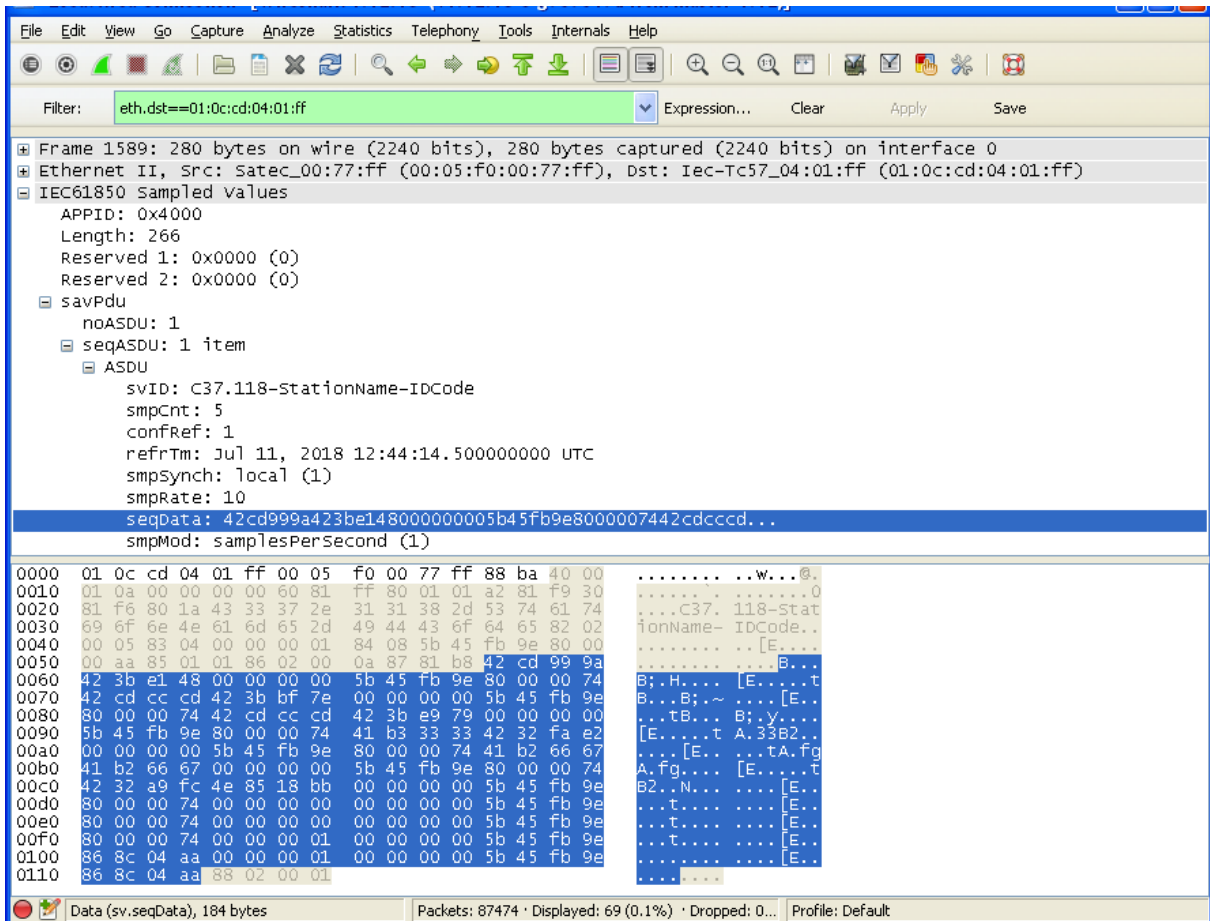 File Edit View Go Capture Analyze Statistics Telephony Tools Internals Help
Filter: eth.dst==01:0c:cd:04:01:ff Expression... Clear Apply Save
Frame 1589: 280 bytes on wire (2240 bits), 280 bytes captured (2240 bits) on interface 0
Ethernet II, Src: Satec_00:77:ff (00:05:f0:00:77:ff), Dst: Iec-Tc57_04:01:ff (01:0c:cd:04:01:ff)
IEC61850 Sampled Values
APPID: 0x4000
Length: 266
Reserved 1: 0x0000 (0)
Reserved 2: 0x0000 (0)
savPdu
noASDU: 1
seqASDU: 1 item
ASDU
svID: C37.118-StationName-IDCode
smpCnt: 5
confRef: 1
refrTm: Jul 11, 2018 12:44:14.500000000 UTC
smpSynch: local (1)
smpRate: 10
seqData: 42cd999a423be148000000005b45fb9e8000007442cdcccd...
smpMod: samplesPerSecond (1)
0000 01 0c cd 04 01 ff 00 05 f0 00 77 ff 88 ba 40 00 ........ ..w...@.
0010 01 0a 00 00 00 00 60 81 ff 80 01 01 a2 81 f9 30 ......`. .......0
0020 81 f6 80 1a 43 33 37 2e 31 31 38 2d 53 74 61 74 ....C37. 118-Stat
0030 69 6f 6e 4e 61 6d 65 2d 49 44 43 6f 64 65 82 02 ionName- IDCode..
0040 00 05 83 04 00 00 00 01 84 08 5b 45 fb 9e 80 00 ........ ..[E....
0050 00 aa 85 01 01 86 02 00 0a 87 81 b8 42 cd 99 9a ........ ....B...
0060 42 3b e1 48 00 00 00 00 5b 45 fb 9e 80 00 00 74 B;.H.... [E.....t
0070 42 cd cc cd 42 3b bf 7e 00 00 00 00 5b 45 fb 9e B...B;.~ ....[E..
0080 80 00 00 74 42 cd cc cd 42 3b e9 79 00 00 00 00 ...tB... B;.y....
0090 5b 45 fb 9e 80 00 00 74 41 b3 33 33 42 32 fa e2 [E.....t A.33B2..
00a0 00 00 00 00 5b 45 fb 9e 80 00 00 74 41 b2 66 67 ....[E.. ...tA.fg
00b0 41 b2 66 67 00 00 00 00 5b 45 fb 9e 80 00 00 74 A.fg.... [E.....t
00c0 42 32 a9 fc 4e 85 18 bb 00 00 00 00 5b 45 fb 9e B2..N... ....[E..
00d0 80 00 00 74 00 00 00 00 00 00 00 00 5b 45 fb 9e ...t.... ....[E..
00e0 80 00 00 74 00 00 00 00 00 00 00 00 5b 45 fb 9e ...t.... ....[E..
00f0 80 00 00 74 00 00 00 01 00 00 00 00 5b 45 fb 9e ...t.... ....[E..
0100 86 8c 04 aa 00 00 00 01 00 00 00 00 5b 45 fb 9e ........ ....[E..
0110 86 8c 04 aa 88 02 00 01 ........
Data (sv.seqData), 184 bytes Packets: 87474 · Displayed: 69 (0.1%) · Dropped: 0... Profile: Default